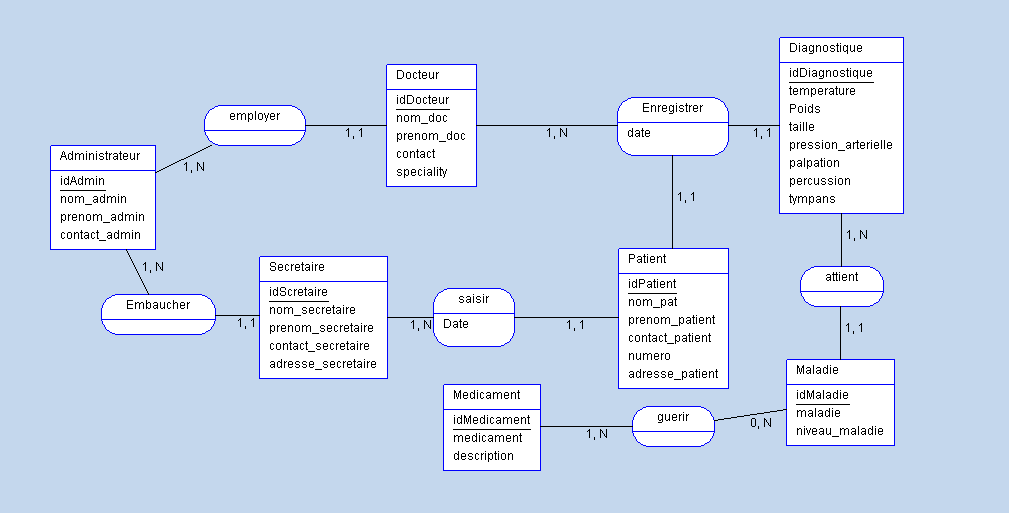 Administrateur
idAdmin
nom_admin
prenom_admin
contact_admin
1, N
employer
1, 1
Docteur
idDocteur
nom_doc
prenom_doc
contact
speciality
1, N
Enregistrer
date
1, 1
Diagnostique
idDiagnostique
temperature
Poids
taille
pression_arterielle
palpation
percussion
tympans
1, N
Embaucher
1, 1
Secretaire
idScretaire
nom_secretaire
prenom_secretaire
contact_secretaire
adresse_secretaire
1, N
saisir
Date
1, 1
Patient
idPatient
nom_pat
prenom_patient
contact_patient
numero
adresse_patient
1, 1
1, N
attient
1, 1
Maladie
idMaladie
maladie
niveau_maladie
0, N
guerir
1, N
Medicament
idMedicament
medicament
description